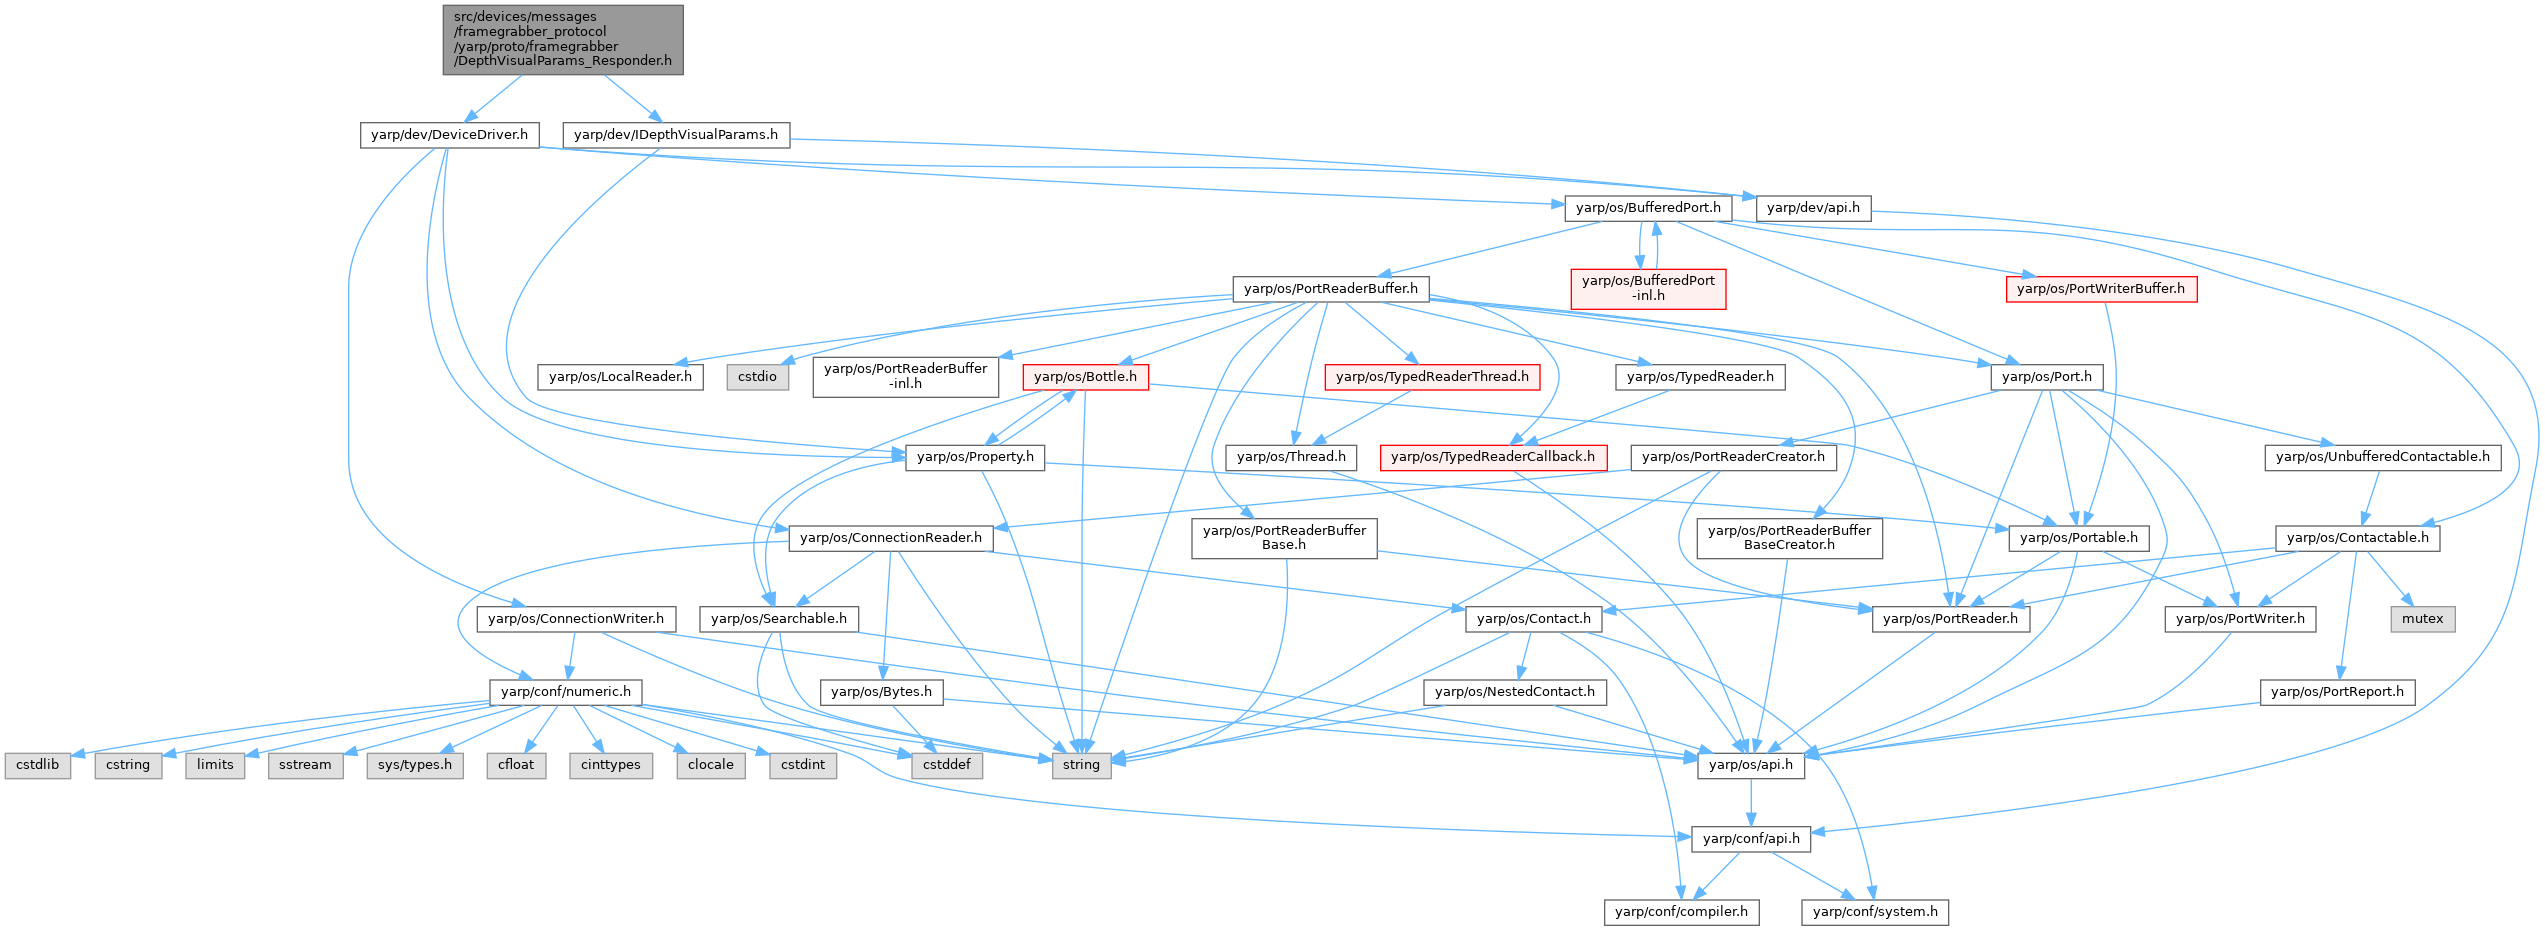 src/devices/messages
/framegrabber_protocol
/yarp/proto/framegrabber
/DepthVisualParams_Responder.h
yarp/dev/DeviceDriver.h
yarp/dev/IDepthVisualParams.h
yarp/os/BufferedPort.h
yarp/dev/api.h
yarp/os/PortReaderBuffer.h
yarp/os/BufferedPort
-inl.h
yarp/os/PortWriterBuffer.h
yarp/os/LocalReader.h
cstdio
yarp/os/PortReaderBuffer
-inl.h
yarp/os/Bottle.h
yarp/os/TypedReaderThread.h
yarp/os/TypedReader.h
yarp/os/Port.h
yarp/os/Property.h
yarp/os/Thread.h
yarp/os/TypedReaderCallback.h
yarp/os/PortReaderCreator.h
yarp/os/UnbufferedContactable.h
yarp/os/ConnectionReader.h
yarp/os/PortReaderBuffer
Base.h
yarp/os/PortReaderBuffer
BaseCreator.h
yarp/os/Portable.h
yarp/os/Contactable.h
yarp/os/ConnectionWriter.h
yarp/os/Searchable.h
yarp/os/Contact.h
yarp/os/PortReader.h
yarp/os/PortWriter.h
mutex
yarp/conf/numeric.h
yarp/os/Bytes.h
yarp/os/NestedContact.h
yarp/os/PortReport.h
cstdlib
cstring
limits
sstream
sys/types.h
cfloat
cinttypes
clocale
cstdint
cstddef
string
yarp/os/api.h
yarp/conf/api.h
yarp/conf/compiler.h
yarp/conf/system.h